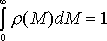 ∫₀^∞ ρ(M)dM = 1